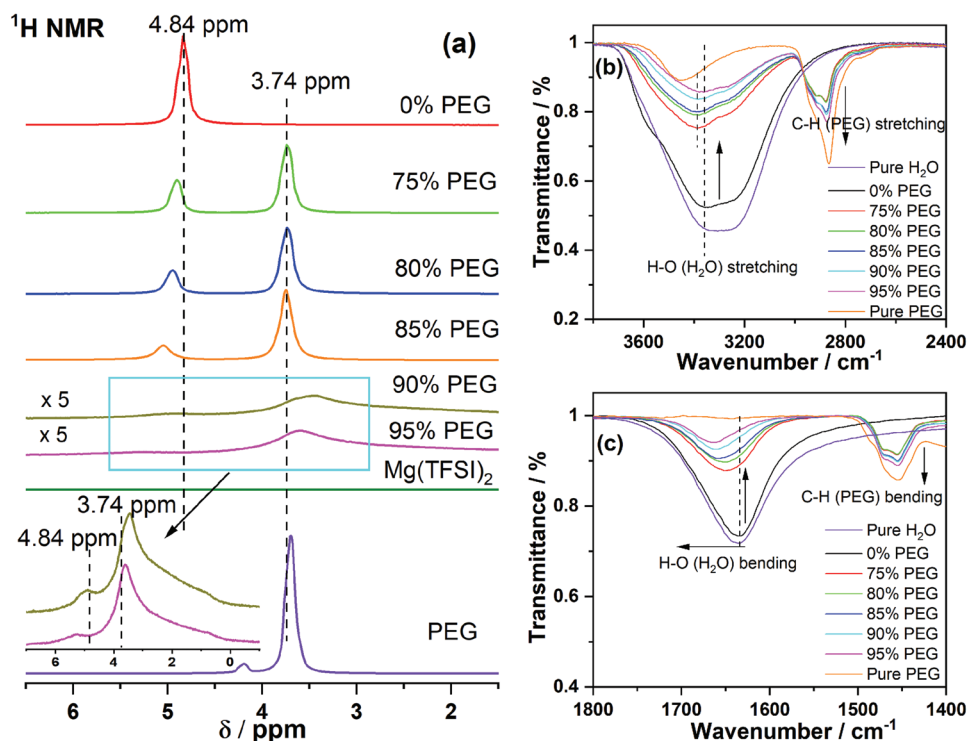 ¹H NMR
(a)
4.84 ppm
3.74 ppm
0% PEG
75% PEG
80% PEG
85% PEG
90% PEG
x 5
95% PEG
x 5
Mg(TFSI)₂
3.74 ppm
4.84 ppm
6 4 2 0
PEG
6 5 4 3 2
δ / ppm
(b)
1
0.8
0.6
0.4
0.2
Transmittance / %
C-H (PEG) stretching
H-O (H₂O) stretching
Pure H₂O
0% PEG
75% PEG
80% PEG
85% PEG
90% PEG
95% PEG
Pure PEG
3600 3200 2800 2400
Wavenumber / cm⁻¹
(c)
1
0.8
0.6
0.4
Transmittance / %
C-H (PEG) bending
H-O (H₂O) bending
Pure H₂O
0% PEG
75% PEG
80% PEG
85% PEG
90% PEG
95% PEG
Pure PEG
1800 1700 1600 1500 1400
Wavenumber / cm⁻¹